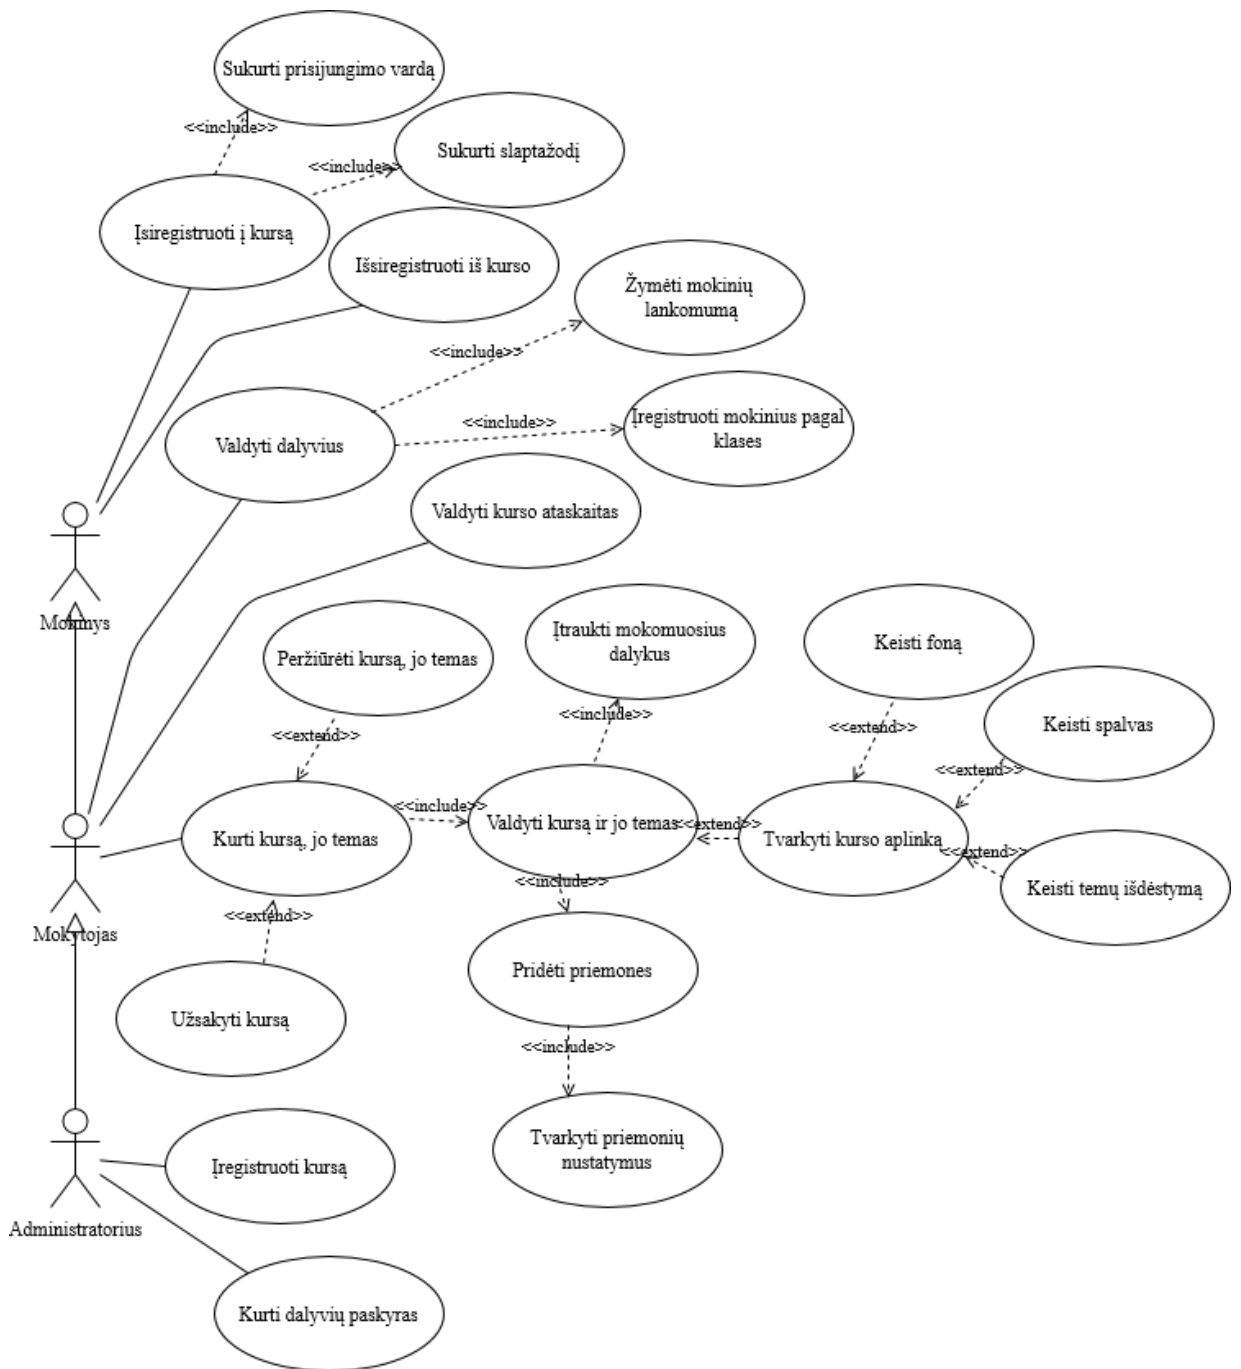 Sukurti prisijungimo vardą
<<include>>
Sukurti slaptažodį
<<include>>
Įsiregistruoti į kursą
Išsiregistruoti iš kurso
Žymėti mokinių
lankomumą
<<include>>
<<include>>
Įregistruoti mokinius pagal
klases
Valdyti dalyvius
Valdyti kurso ataskaitas
Mokinys
Įtraukti mokomuosius
dalykus
Keisti foną
Peržiūrėti kursą, jo temas
<<include>>
<<extend>>
Keisti spalvas
<<extend>>
<<extend>>
<<include>>
Kurti kursą, jo temas
Valdyti kursą ir jo temas
<<extend>>
Tvarkyti kurso aplinką
<<extend>>
Keisti temų išdėstymą
<<include>>
<<extend>>
Mokytojas
Pridėti priemones
Užsakyti kursą
<<include>>
Tvarkyti priemonių
nustatymus
Įregistruoti kursą
Administratorius
Kurti dalyvių paskyras